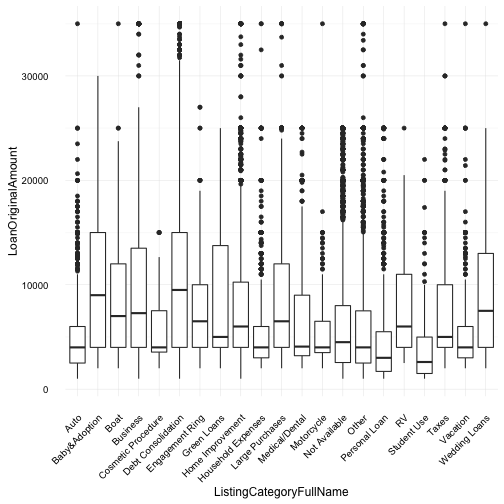 LoanOriginalAmount
30000
20000
10000
0
Auto
Baby&Adoption
Boat
Business
Cosmetic Procedure
Debt Consolidation
Engagement Ring
Green Loans
Home Improvement
Household Expenses
Large Purchases
Medical/Dental
Motorcycle
Not Available
Other
Personal Loan
RV
Student Use
Taxes
Vacation
Wedding Loans
ListingCategoryFullName